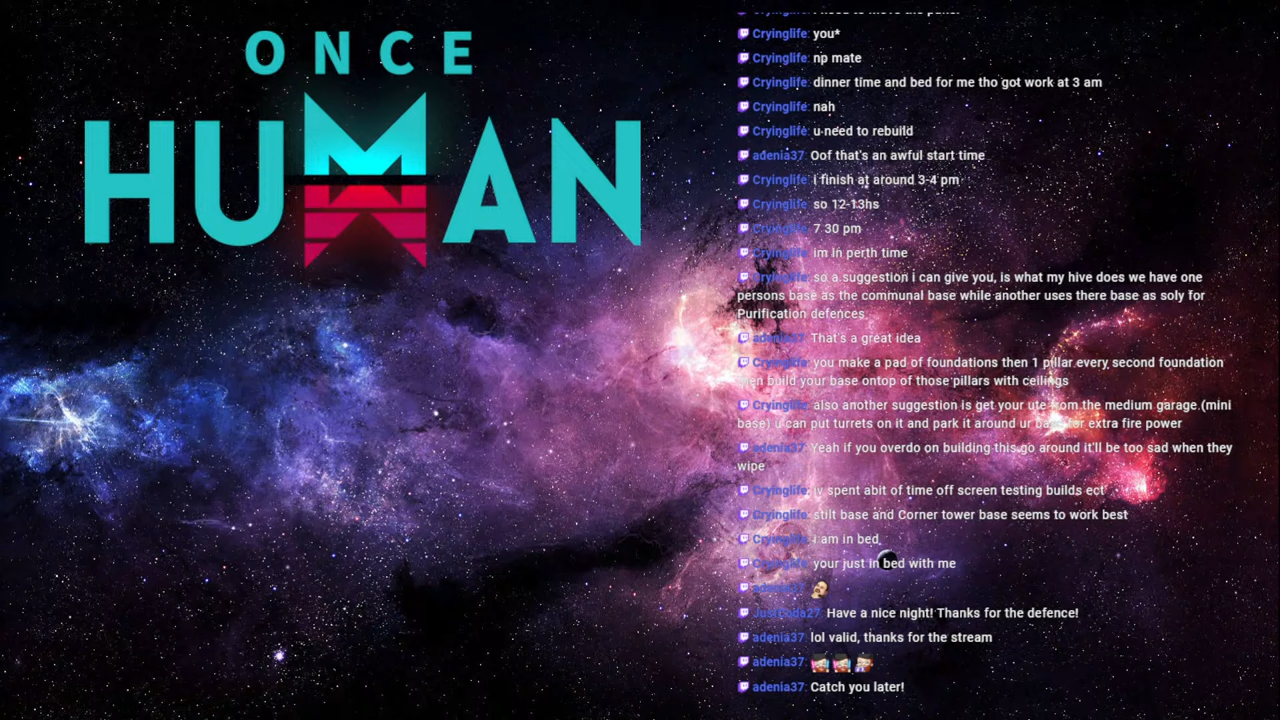 ONCE
HUMAN
Cryinglife: you*
Cryinglife: np mate
Cryinglife: dinner time and bed for me tho got work at 3 am
Cryinglife: nah
Cryinglife: u need to rebuild
adenia37: Oof that's an awful start time
Cryinglife: i finish at around 3-4 pm
Cryinglife: so 12-13hs
Cryinglife: 7 30 pm
Cryinglife: im in perth time
Cryinglife: so a suggestion i can give you, is what my hive does we have one
persons base as the communal base while another uses there base as soly for
Purification defences
adenia37: That's a great idea
Cryinglife: you make a pad of foundations then 1 pillar every second foundation
then build your base ontop of those pillars with ceilings
Cryinglife: also another suggestion is get your ute from the medium garage.(mini
base) u can put turrets on it and park it around ur base for extra fire power
adenia37: Yeah if you overdo on building this go around it'll be too sad when they
wipe
Cryinglife: iv spent abit of time off screen testing builds ect
Cryinglife: stilt base and Corner tower base seems to work best
Cryinglife: i am in bed
Cryinglife: your just in bed with me
adenia37:
Have a nice night! Thanks for the defence!
adenia37: lol valid, thanks for the stream
adenia37:
adenia37: Catch you later!